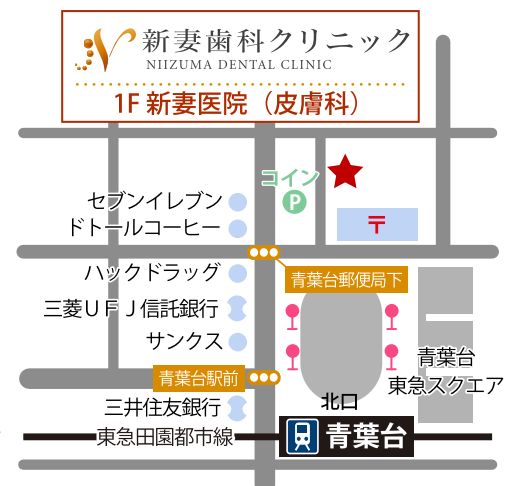 新妻歯科クリニック
NIIZUMA DENTAL CLINIC
1F 新妻医院（皮膚科）
コイン
P
セブンイレブン
ドトールコーヒー
〒
ハックドラッグ
青葉台郵便局下
三菱ＵＦＪ信託銀行
サンクス
青葉台
東急スクエア
青葉台駅前
三井住友銀行
北口
東急田園都市線
青葉台